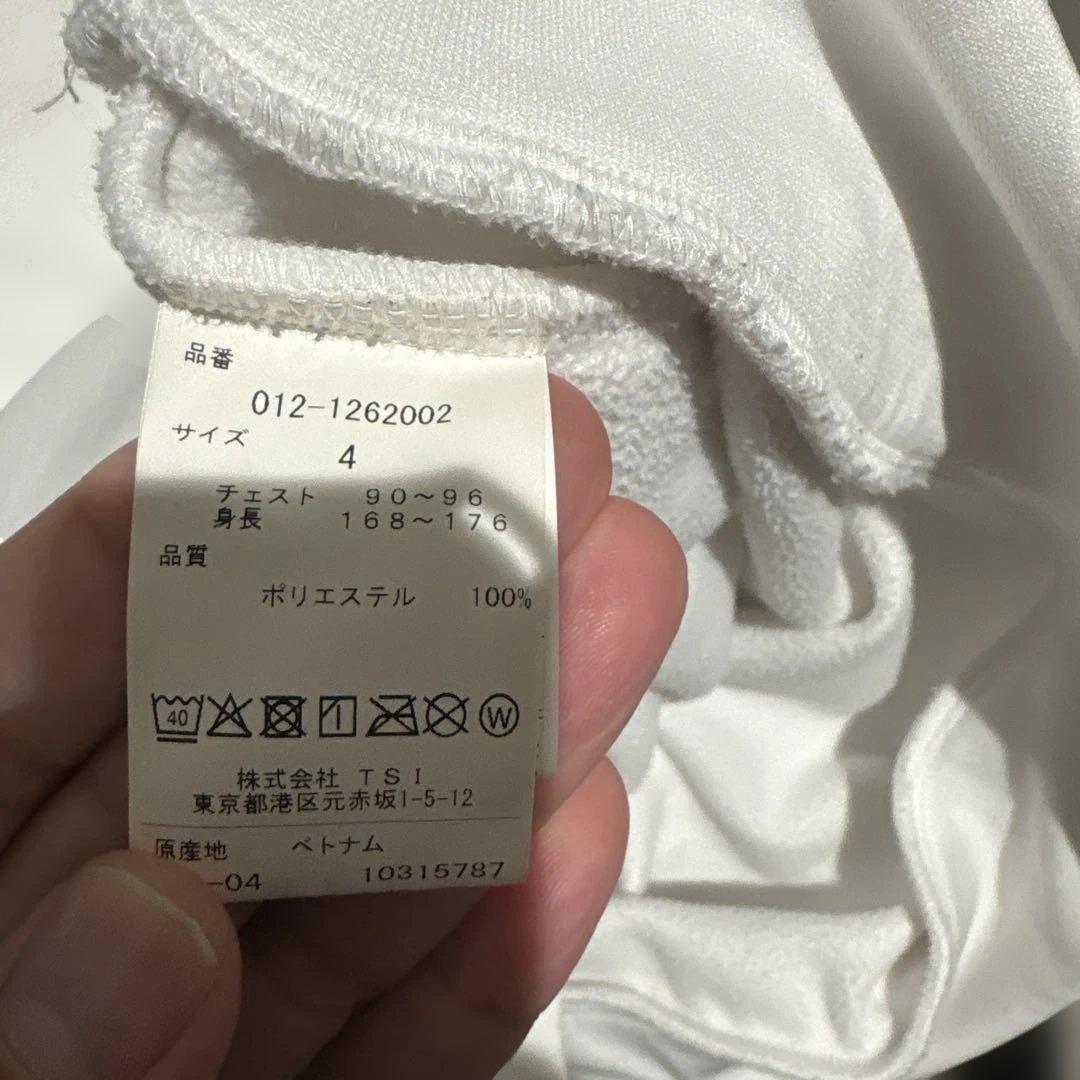 品番
012-1262002
サイズ
4
チェスト 90～96
身長 168～176
品質
ポリエステル 100%
40
W
株式会社 TSI
東京都港区元赤坂1-5-12
原産地 ベトナム
-04 10315787